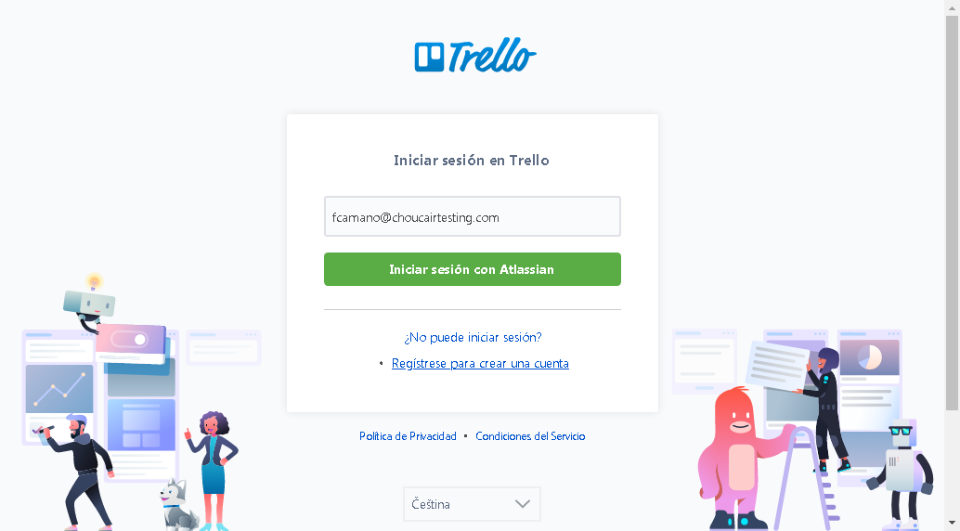 Trello
Iniciar sesión en Trello
fcamano@choucairtesting.com
Iniciar sesión con Atlassian
¿No puede iniciar sesión?
• Regístrese para crear una cuenta
Política de Privacidad • Condiciones del Servicio
Čeština